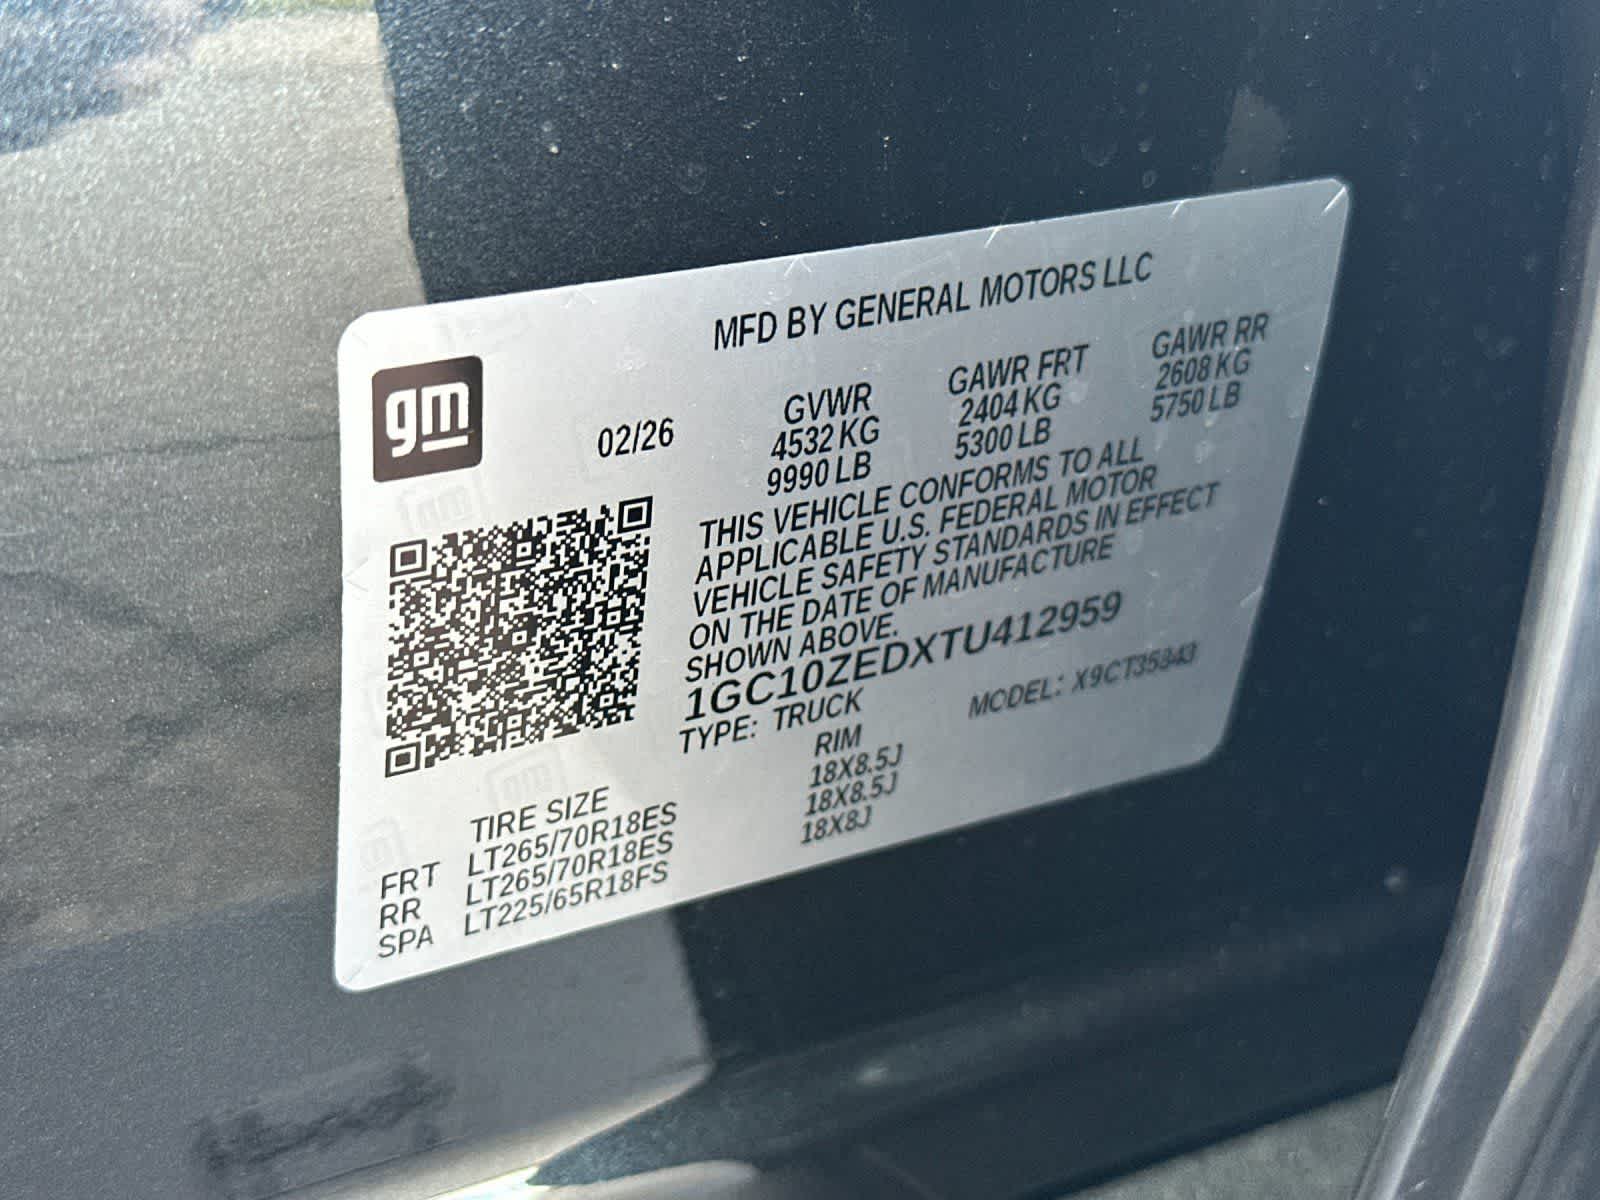 MFD BY GENERAL MOTORS LLC
gm
02/26
GVWR GAWR FRT GAWR RR
4532 KG 2404 KG 2608 KG
9990 LB 5300 LB 5750 LB
THIS VEHICLE CONFORMS TO ALL
APPLICABLE U.S. FEDERAL MOTOR
VEHICLE SAFETY STANDARDS IN EFFECT
ON THE DATE OF MANUFACTURE
SHOWN ABOVE.
1GC10ZEDXTU412959
TYPE: TRUCK MODEL: X9CT35343
TIRE SIZE RIM
FRT LT265/70R18ES 18X8.5J
RR LT265/70R18ES 18X8.5J
SPA LT225/65R18FS 18X8J